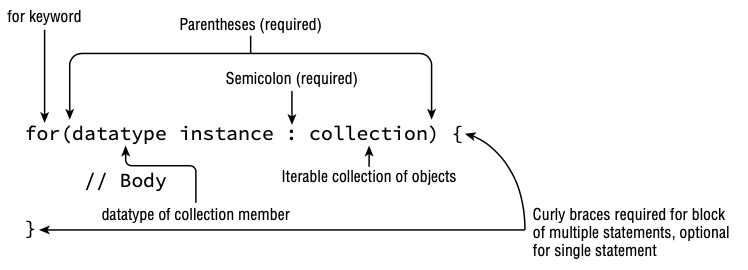 for keyword
Parentheses (required)
Semicolon (required)
for(datatype instance : collection) {
// Body
Iterable collection of objects
datatype of collection member
}
Curly braces required for block
of multiple statements, optional
for single statement